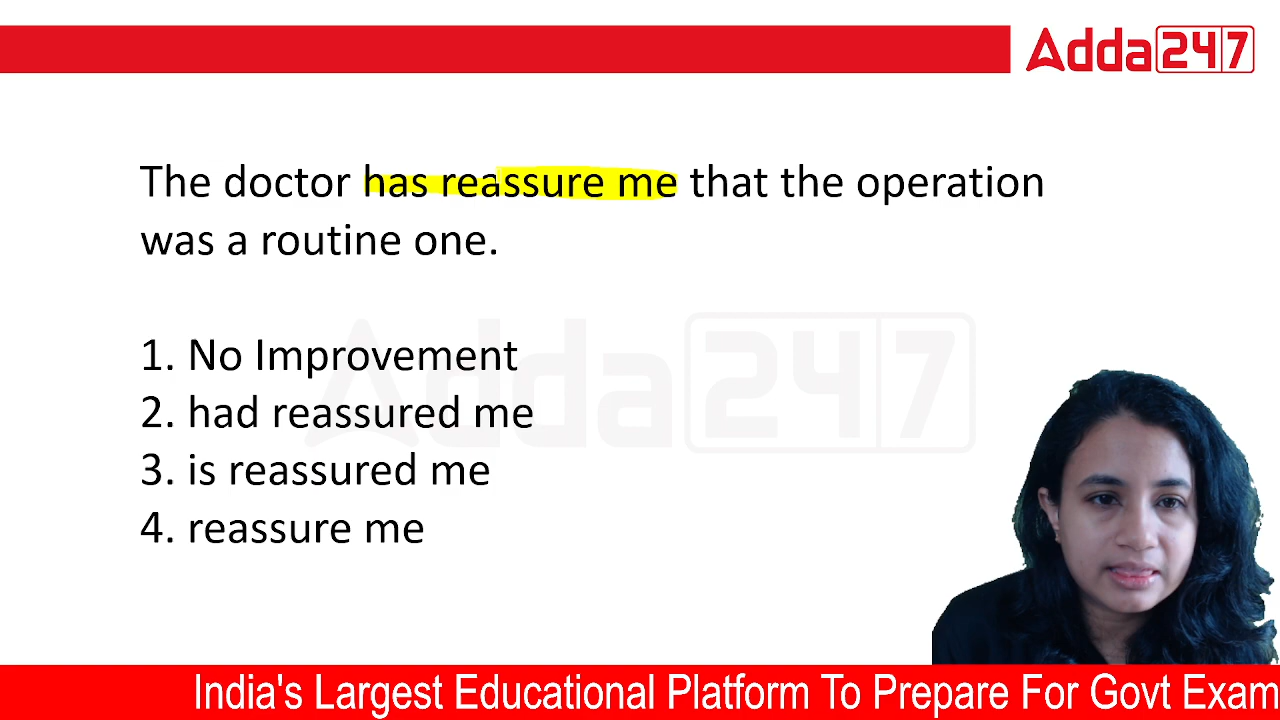 Adda247
The doctor has reassure me that the operation
was a routine one.
1. No Improvement
2. had reassured me
3. is reassured me
4. reassure me
Adda247
India's Largest Educational Platform To Prepare For Govt Exam